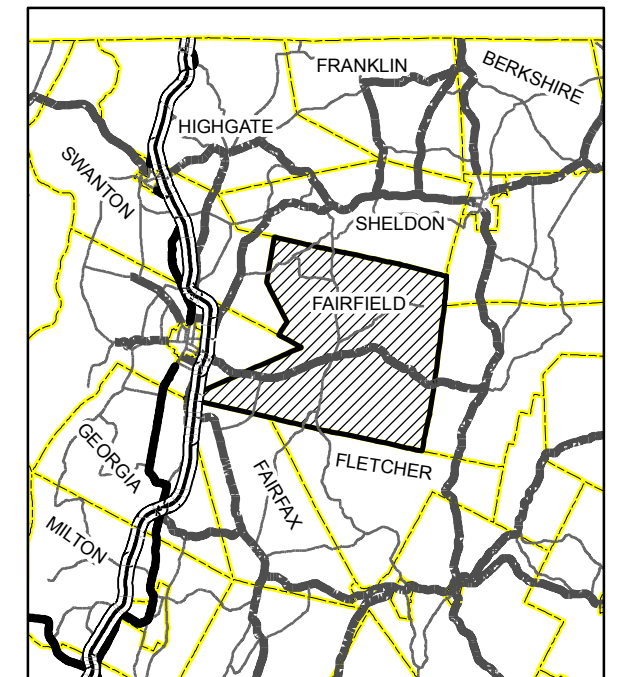 FRANKLIN
BERKSHIRE
HIGHGATE
SWANTON
SHELDON
FAIRFIELD
GEORGIA
FAIRFAX
FLETCHER
MILTON